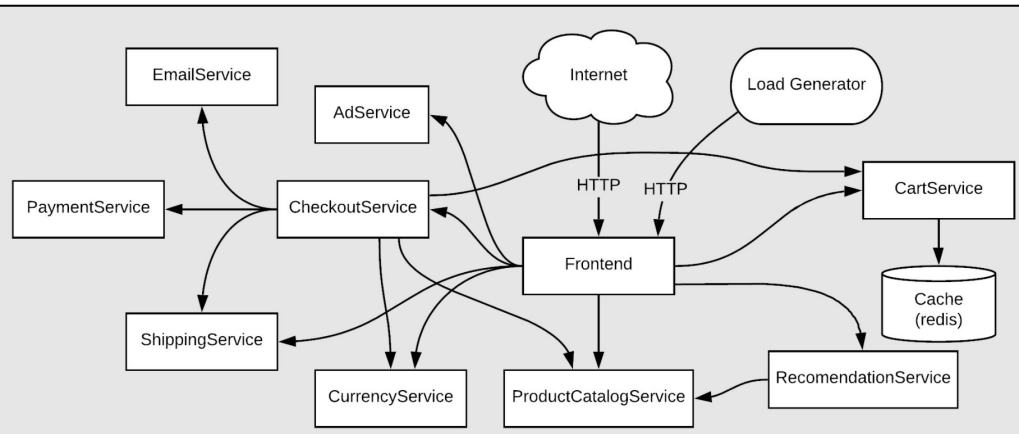 EmailService
Internet
Load Generator
AdService
HTTP
HTTP
PaymentService
CheckoutService
CartService
Frontend
Cache
(redis)
ShippingService
CurrencyService
ProductCatalogService
RecomendationService